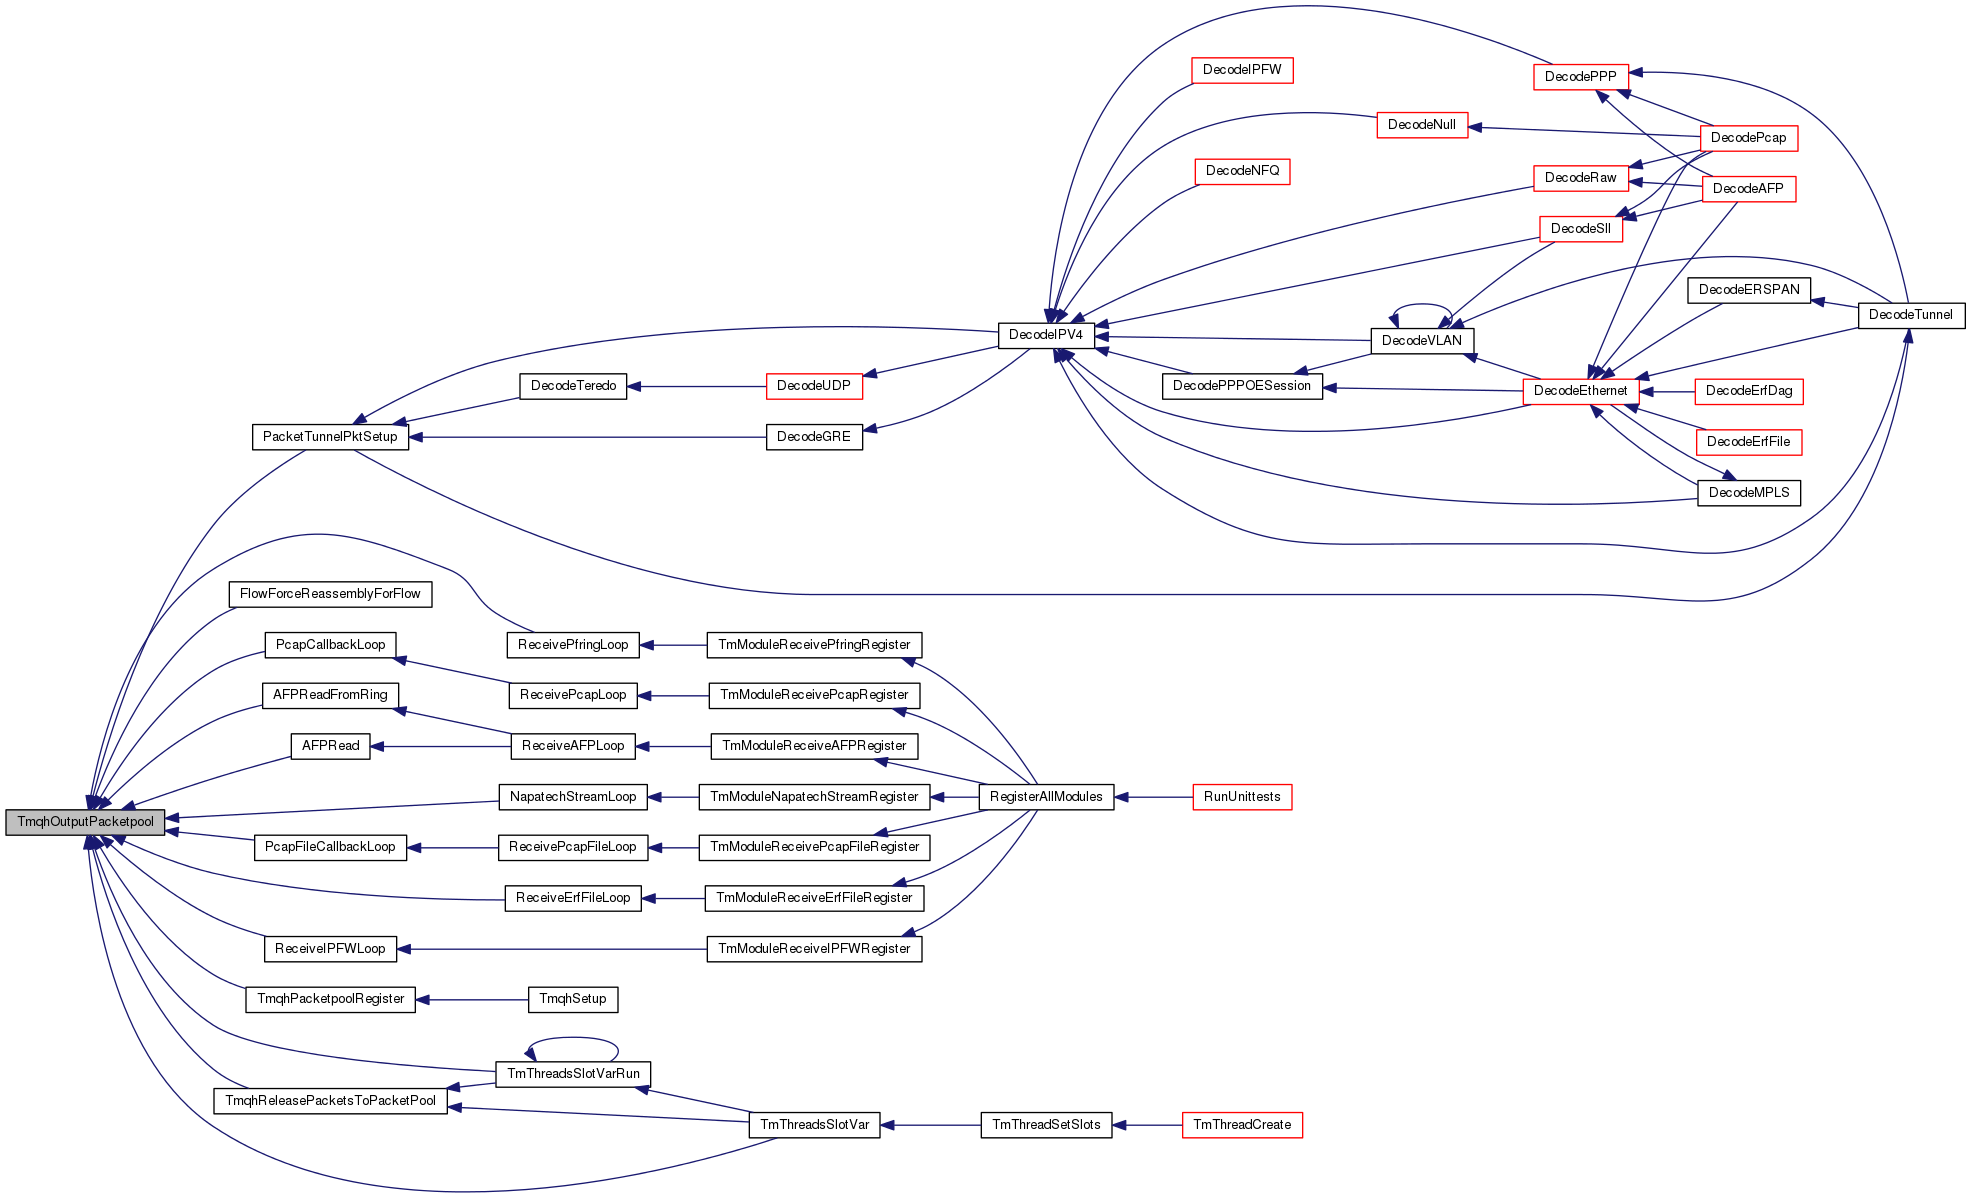 DecodePPP
DecodeIPFW
DecodeNull
DecodePcap
DecodeNFQ
DecodeRaw
DecodeAFP
DecodeSll
DecodeERSPAN
DecodeTunnel
DecodeIPV4
DecodeVLAN
DecodeTeredo
DecodeUDP
DecodePPPOESession
DecodeEthernet
DecodeErfDag
PacketTunnelPktSetup
DecodeGRE
DecodeErfFile
DecodeMPLS
FlowForceReassemblyForFlow
PcapCallbackLoop
ReceivePfringLoop
TmModuleReceivePfringRegister
AFPReadFromRing
ReceivePcapLoop
TmModuleReceivePcapRegister
AFPRead
ReceiveAFPLoop
TmModuleReceiveAFPRegister
NapatechStreamLoop
TmModuleNapatechStreamRegister
RegisterAllModules
RunUnittests
TmqhOutputPacketpool
PcapFileCallbackLoop
ReceivePcapFileLoop
TmModuleReceivePcapFileRegister
ReceiveErfFileLoop
TmModuleReceiveErfFileRegister
ReceiveIPFWLoop
TmModuleReceiveIPFWRegister
TmqhPacketpoolRegister
TmqhSetup
TmThreadsSlotVarRun
TmqhReleasePacketsToPacketPool
TmThreadsSlotVar
TmThreadSetSlots
TmThreadCreate